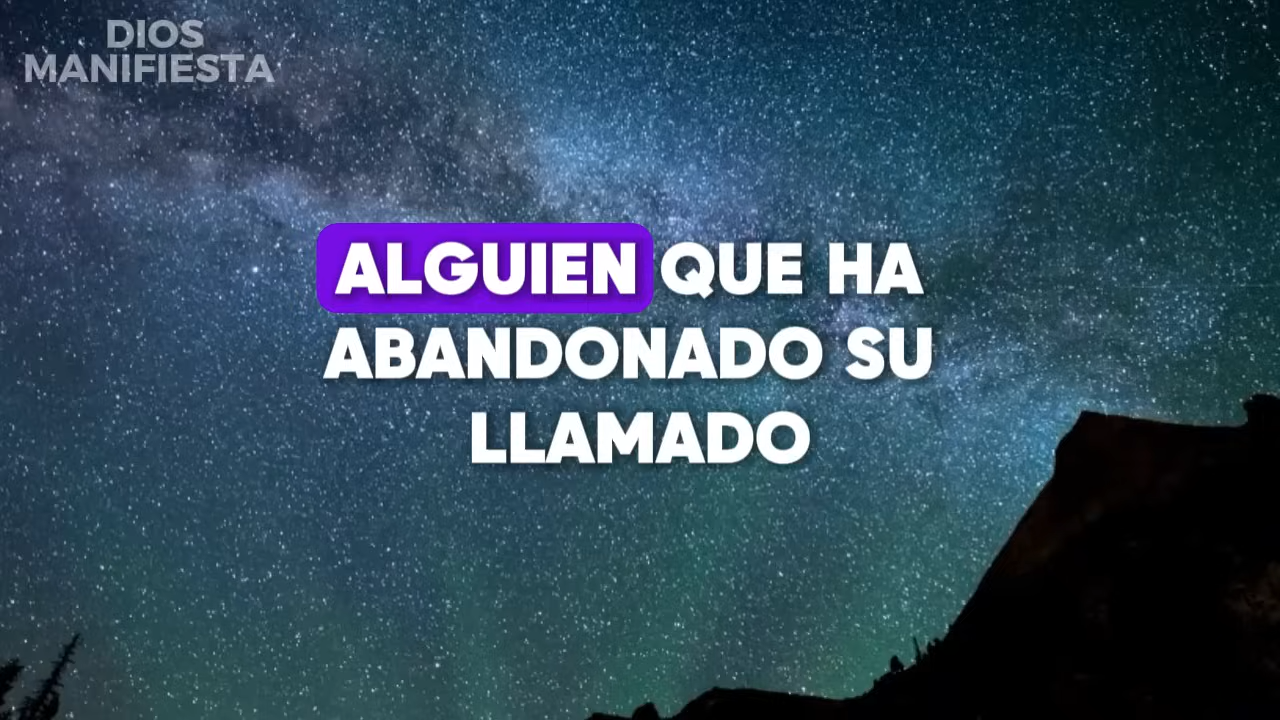 DIOS
MANIFIESTA
ALGUIEN QUE HA
ABANDONADO SU
LLAMADO